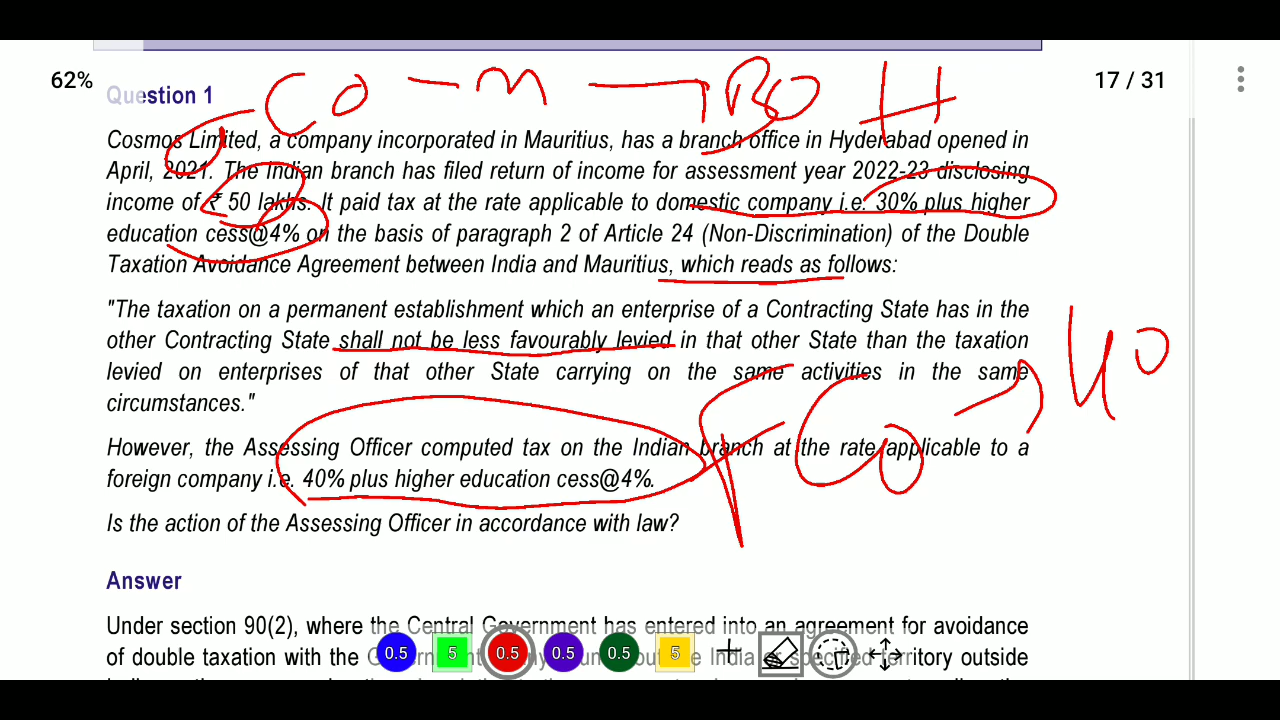 62%
17 / 31
Co - m → BO H
Question 1
Cosmos Limited, a company incorporated in Mauritius, has a branch office in Hyderabad opened in
April, 2021. The Indian branch has filed return of income for assessment year 2022-23 disclosing
income of ₹ 50 lakhs. It paid tax at the rate applicable to domestic company i.e. 30% plus higher
education cess@4% on the basis of paragraph 2 of Article 24 (Non-Discrimination) of the Double
Taxation Avoidance Agreement between India and Mauritius, which reads as follows:
"The taxation on a permanent establishment which an enterprise of a Contracting State has in the
other Contracting State shall not be less favourably levied in that other State than the taxation
levied on enterprises of that other State carrying on the same activities in the same
circumstances."
FCo → 40
However, the Assessing Officer computed tax on the Indian branch at the rate applicable to a
foreign company i.e. 40% plus higher education cess@4%.
Is the action of the Assessing Officer in accordance with law?
Answer
Under section 90(2), where the Central Government has entered into an agreement for avoidance
of double taxation with the Government of any country outside India or specified territory outside
0.5 5 0.5 0.5 0.5 5